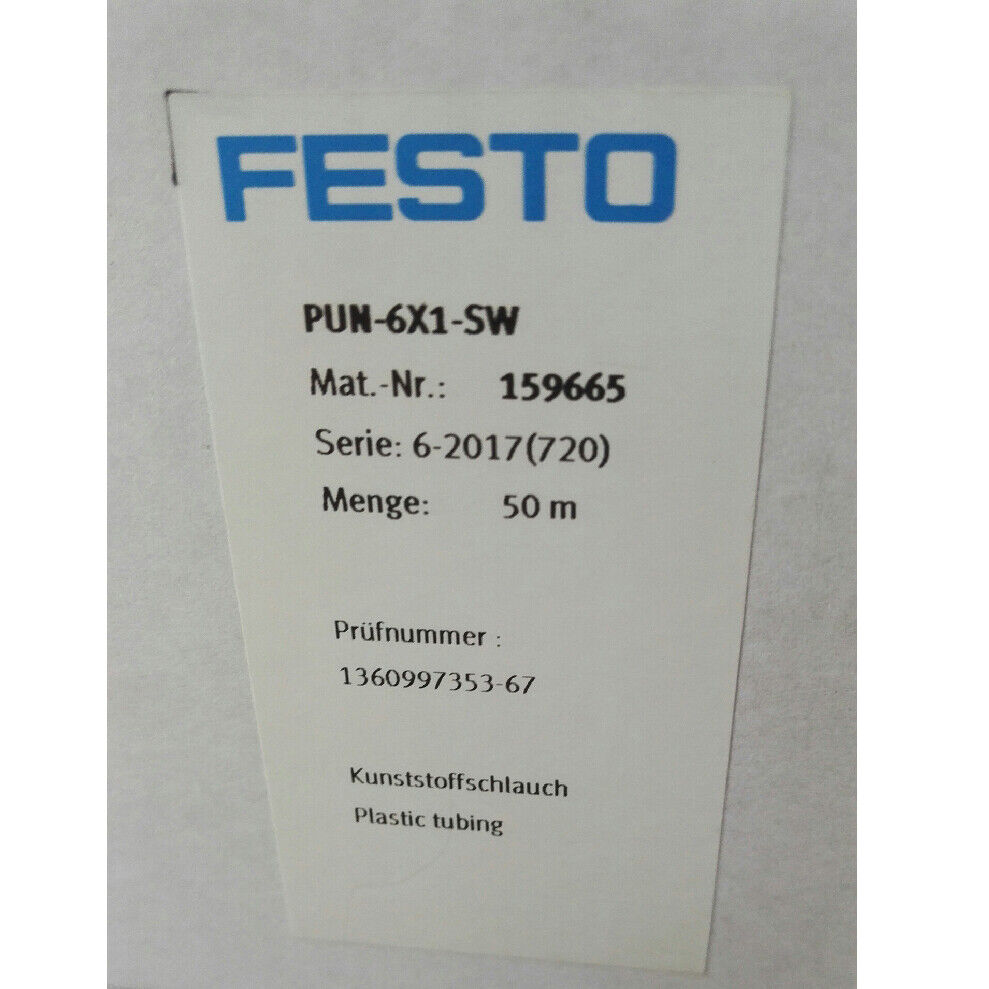 FESTO
PUN-6X1-SW
Mat.-Nr.: 159665
Serie: 6-2017(720)
Menge: 50 m
Prüfnummer :
1360997353-67
Kunststoffschlauch
Plastic tubing